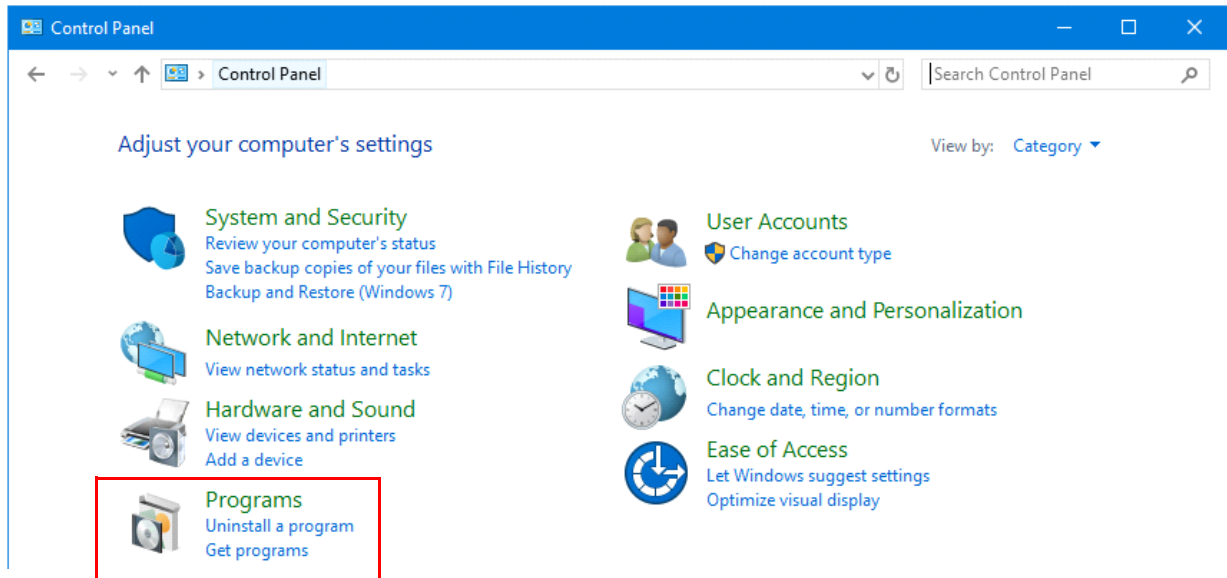 Control Panel
Control Panel
Search Control Panel
Adjust your computer's settings
View by: Category
System and Security
Review your computer's status
Save backup copies of your files with File History
Backup and Restore (Windows 7)
Network and Internet
View network status and tasks
Hardware and Sound
View devices and printers
Add a device
Programs
Uninstall a program
Get programs
User Accounts
Change account type
Appearance and Personalization
Clock and Region
Change date, time, or number formats
Ease of Access
Let Windows suggest settings
Optimize visual display